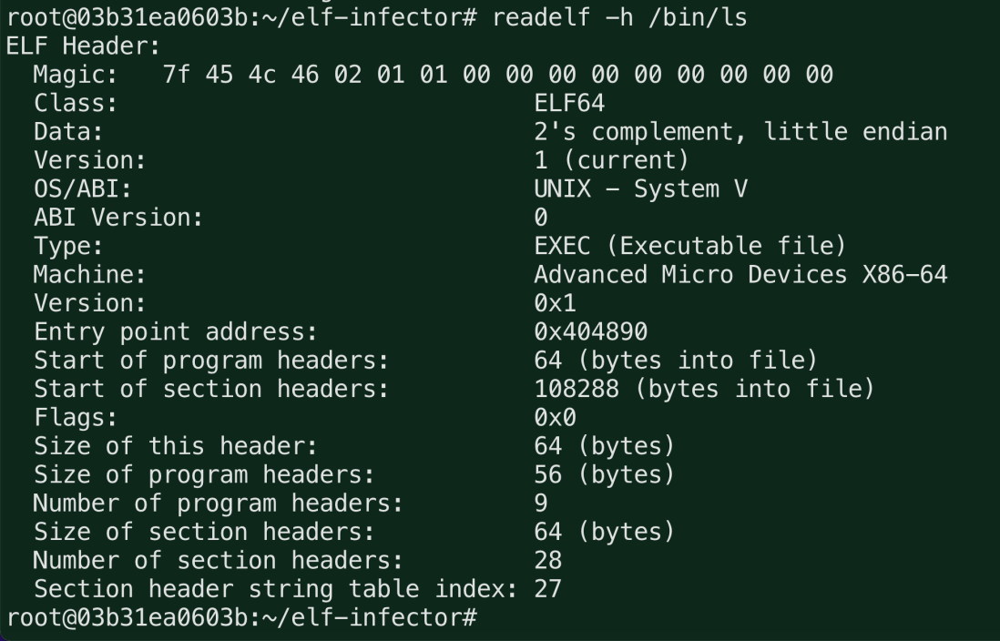 root@03b31ea0603b:~/elf-infector# readelf -h /bin/ls
ELF Header:
  Magic:   7f 45 4c 46 02 01 01 00 00 00 00 00 00 00 00 00
  Class:                             ELF64
  Data:                              2's complement, little endian
  Version:                           1 (current)
  OS/ABI:                            UNIX - System V
  ABI Version:                       0
  Type:                              EXEC (Executable file)
  Machine:                           Advanced Micro Devices X86-64
  Version:                           0x1
  Entry point address:               0x404890
  Start of program headers:          64 (bytes into file)
  Start of section headers:          108288 (bytes into file)
  Flags:                             0x0
  Size of this header:               64 (bytes)
  Size of program headers:           56 (bytes)
  Number of program headers:         9
  Size of section headers:           64 (bytes)
  Number of section headers:         28
  Section header string table index: 27
root@03b31ea0603b:~/elf-infector#